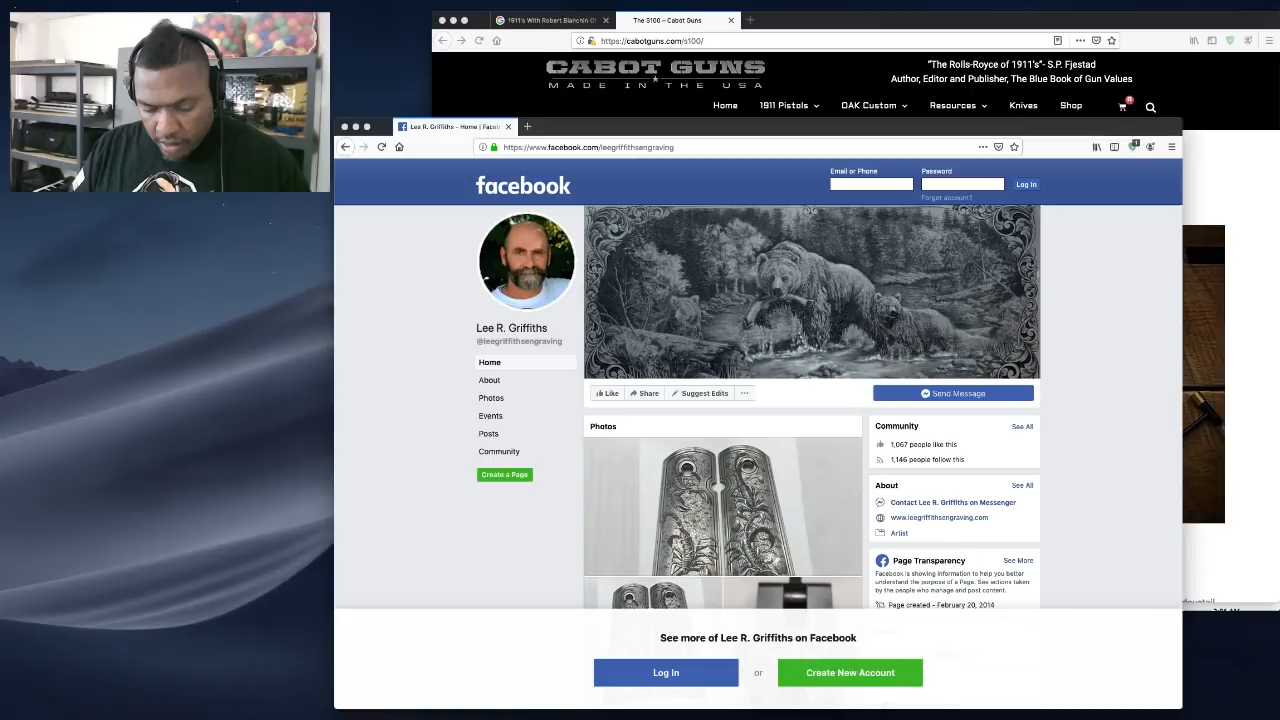 1911's With Robert Bianchin
The S100 – Cabot Guns
https://cabotguns.com/s100/
CABOT GUNS
MADE IN THE USA
"The Rolls-Royce of 1911's"- S.P. Fjestad
Author, Editor and Publisher, The Blue Book of Gun Values
Home
1911 Pistols
OAK Custom
Resources
Knives
Shop
0
Lee R. Griffiths - Home | Faceb
https://www.facebook.com/leegriffithsengraving
1
facebook
Email or Phone
Password
Log In
Forgot account?
Lee R. Griffiths
@leegriffithsengraving
Home
About
Photos
Events
Posts
Community
Create a Page
Like
Share
Suggest Edits
Send Message
Photos
Community
See All
1,067 people like this
1,146 people follow this
About
See All
Contact Lee R. Griffiths on Messenger
www.leegriffithsengraving.com
Artist
Page Transparency
See More
Facebook is showing information to help you better
understand the purpose of a Page. See actions taken
by the people who manage and post content.
Page created - February 20, 2014
See more of Lee R. Griffiths on Facebook
Log In
or
Create New Account